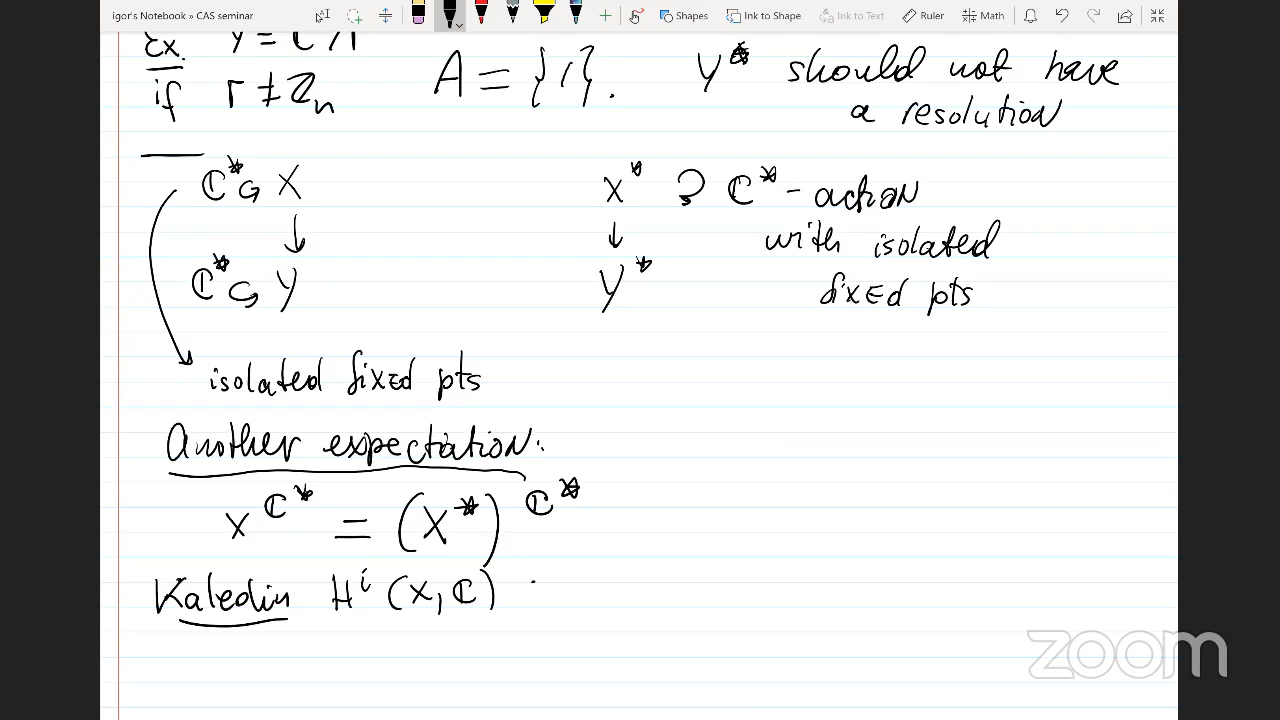 igor's Notebook » CAS seminar
Shapes Ink to Shape Ink to Text Ruler Math
Ex. Y = ℂ²/Γ
if Γ ≠ ℤn A = {1}. Y* should not have
a resolution
ℂ* ↻ X X* ? ℂ* - action
↓ ↓ with isolated
ℂ* ↻ Y Y* fixed pts
isolated fixed pts
Another expectation:
X^ℂ* = (X*)^ℂ*
Kaledin H^i (X, ℂ)
zoom